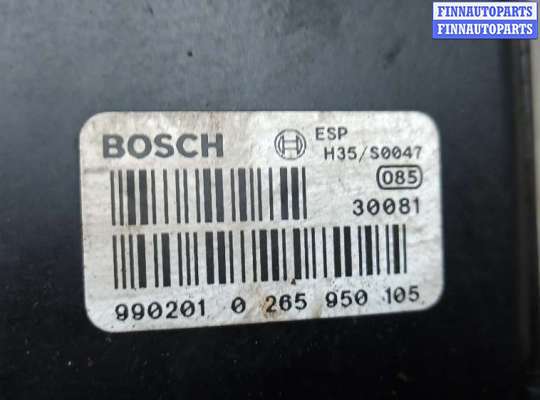 FINNAUTOPARTS
FINNAUTOPARTS
BOSCH
ESP
H35/S0047
085
30081
990201 0 265 950 105